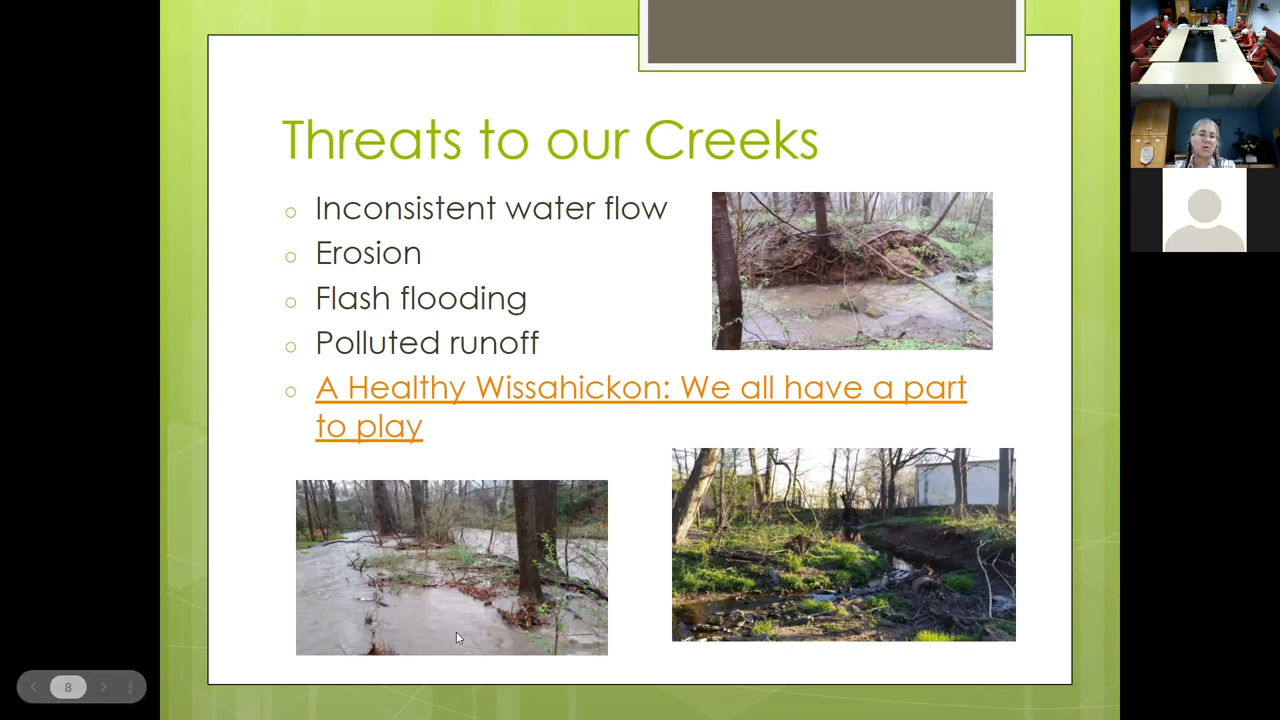 Threats to our Creeks
Inconsistent water flow
Erosion
Flash flooding
Polluted runoff
A Healthy Wissahickon: We all have a part
to play
8